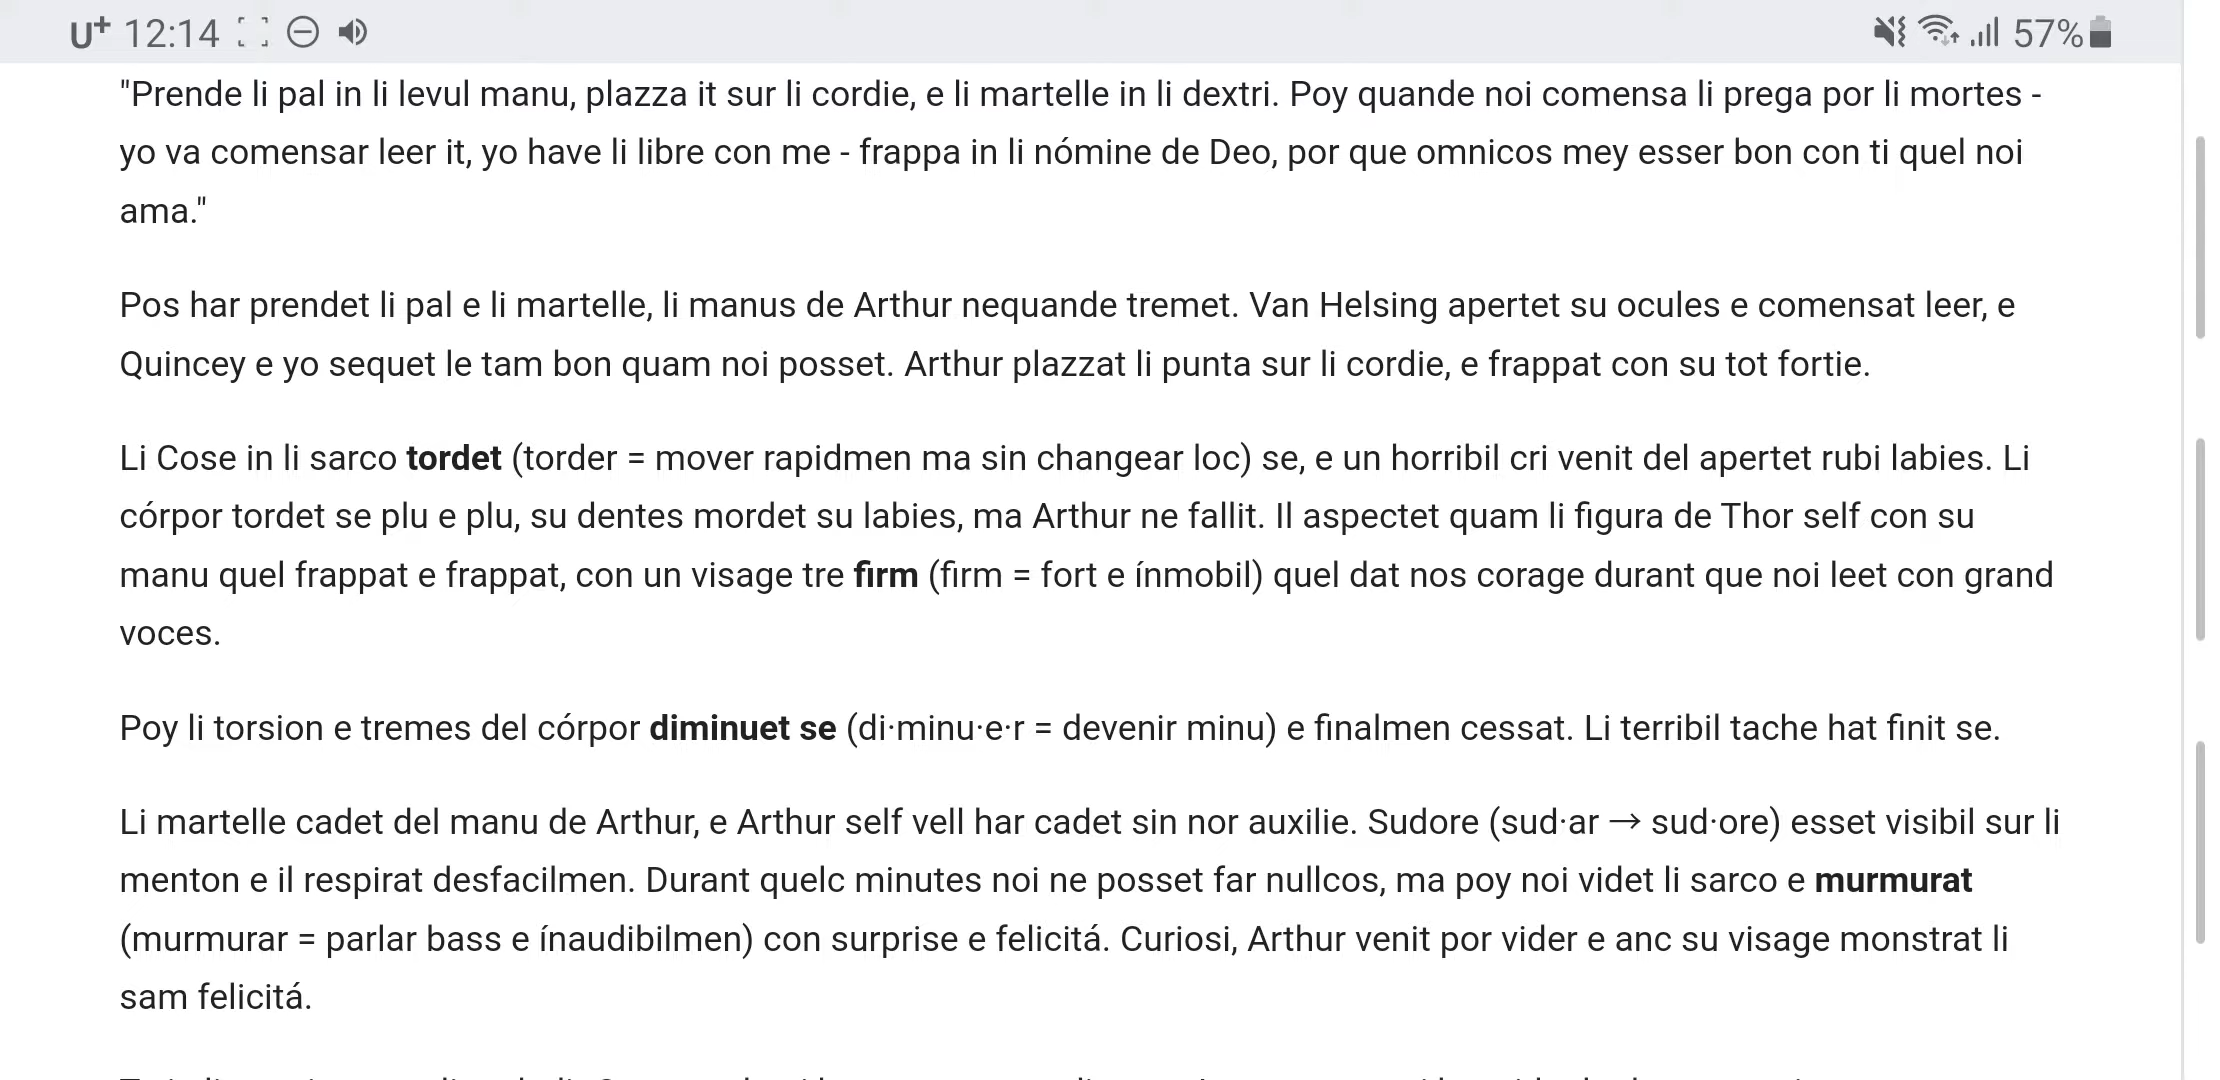 U+ 12:14 57%
"Prende li pal in li levul manu, plazza it sur li cordie, e li martelle in li dextri. Poy quande noi comensa li prega por li mortes -
yo va comensar leer it, yo have li libre con me - frappa in li nómine de Deo, por que omnicos mey esser bon con ti quel noi
ama."
Pos har prendet li pal e li martelle, li manus de Arthur nequande tremet. Van Helsing apertet su ocules e comensat leer, e
Quincey e yo sequet le tam bon quam noi posset. Arthur plazzat li punta sur li cordie, e frappat con su tot fortie.
Li Cose in li sarco tordet (torder = mover rapidmen ma sin changear loc) se, e un horribil cri venit del apertet rubi labies. Li
córpor tordet se plu e plu, su dentes mordet su labies, ma Arthur ne fallit. Il aspectet quam li figura de Thor self con su
manu quel frappat e frappat, con un visage tre firm (firm = fort e ínmobil) quel dat nos corage durant que noi leet con grand
voces.
Poy li torsion e tremes del córpor diminuet se (di·minu·e·r = devenir minu) e finalmen cessat. Li terribil tache hat finit se.
Li martelle cadet del manu de Arthur, e Arthur self vell har cadet sin nor auxilie. Sudore (sud·ar → sud·ore) esset visibil sur li
menton e il respirat desfacilmen. Durant quelc minutes noi ne posset far nullcos, ma poy noi videt li sarco e murmurat
(murmurar = parlar bass e ínaudibilmen) con surprise e felicitá. Curiosi, Arthur venit por vider e anc su visage monstrat li
sam felicitá.